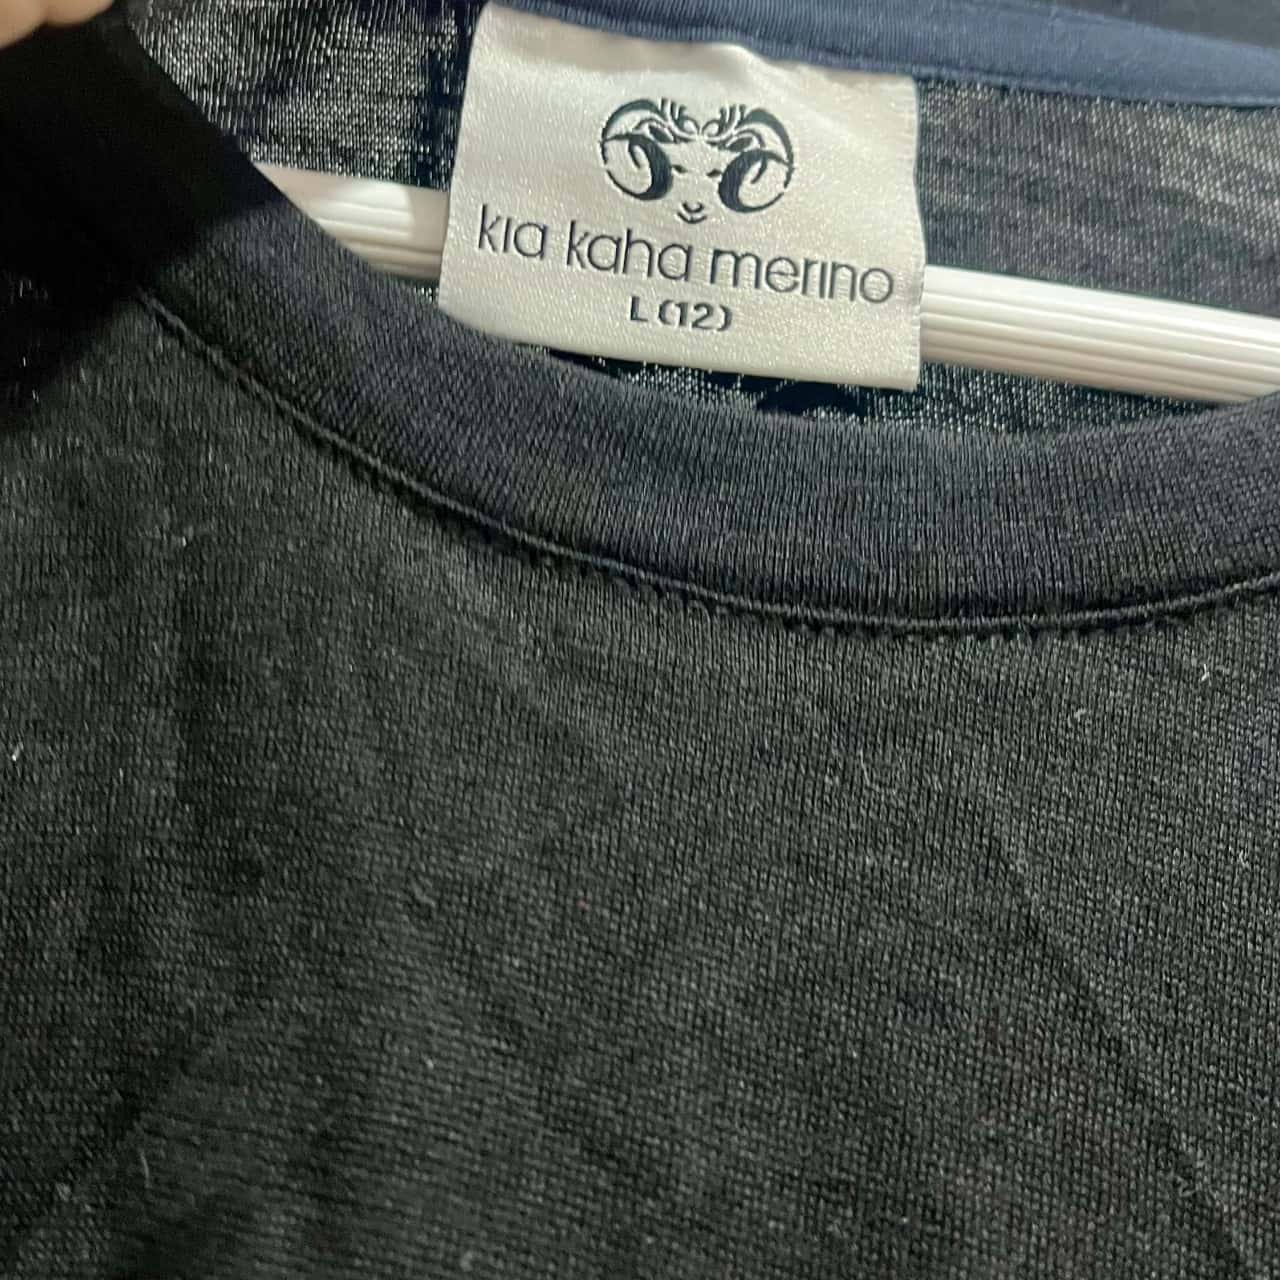 kia kaha merino
L (12)